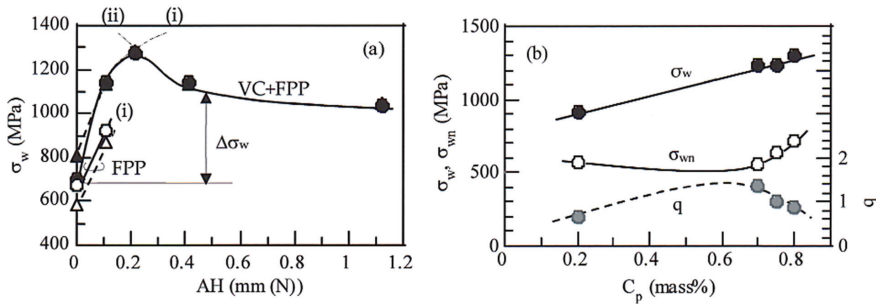 (ii)
(i)
1400
1200
1000
800
600
400
σw (MPa)
(a)
VC+FPP
(i)
FPP
Δσw
0
0.2
0.4
0.6
0.8
1
1.2
AH (mm (N))
1500
1000
500
0
σw, σwn (MPa)
(b)
σw
σwn
q
2
1
0
q
0
0.2
0.4
0.6
0.8
1
Cp (mass%)